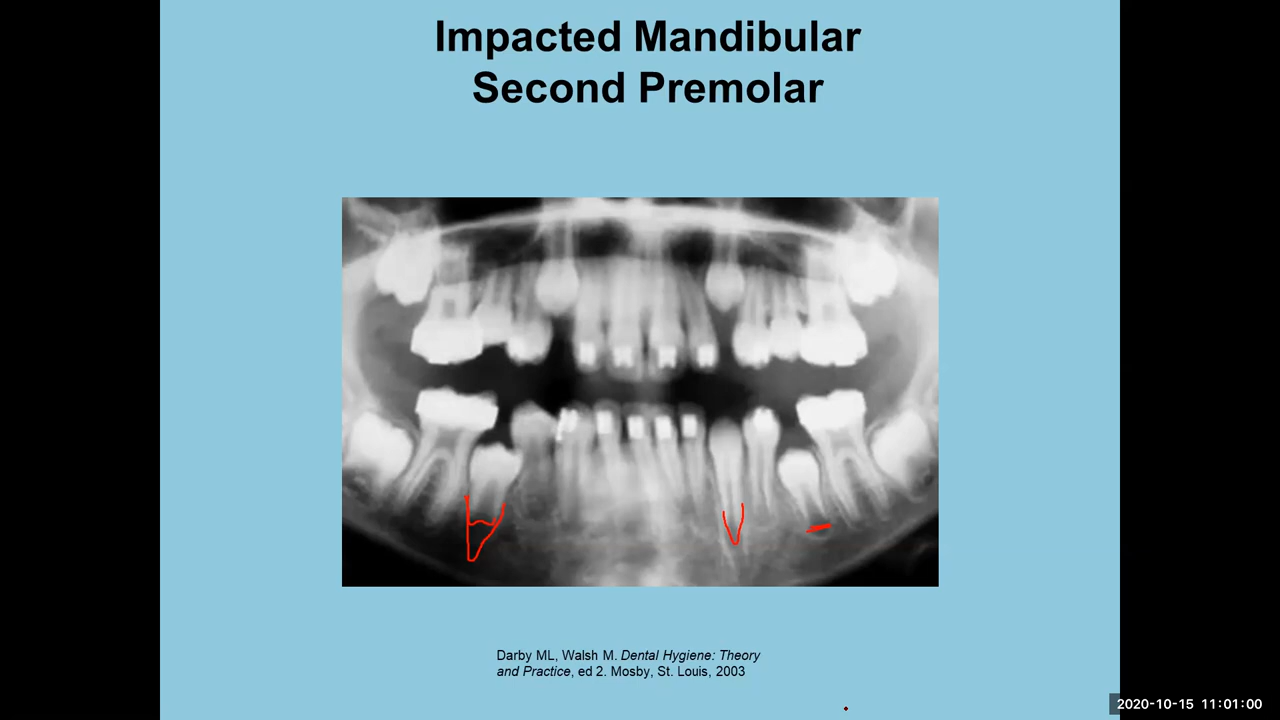 Impacted Mandibular
Second Premolar
Darby ML, Walsh M. Dental Hygiene: Theory
and Practice, ed 2. Mosby, St. Louis, 2003
2020-10-15 11:01:00